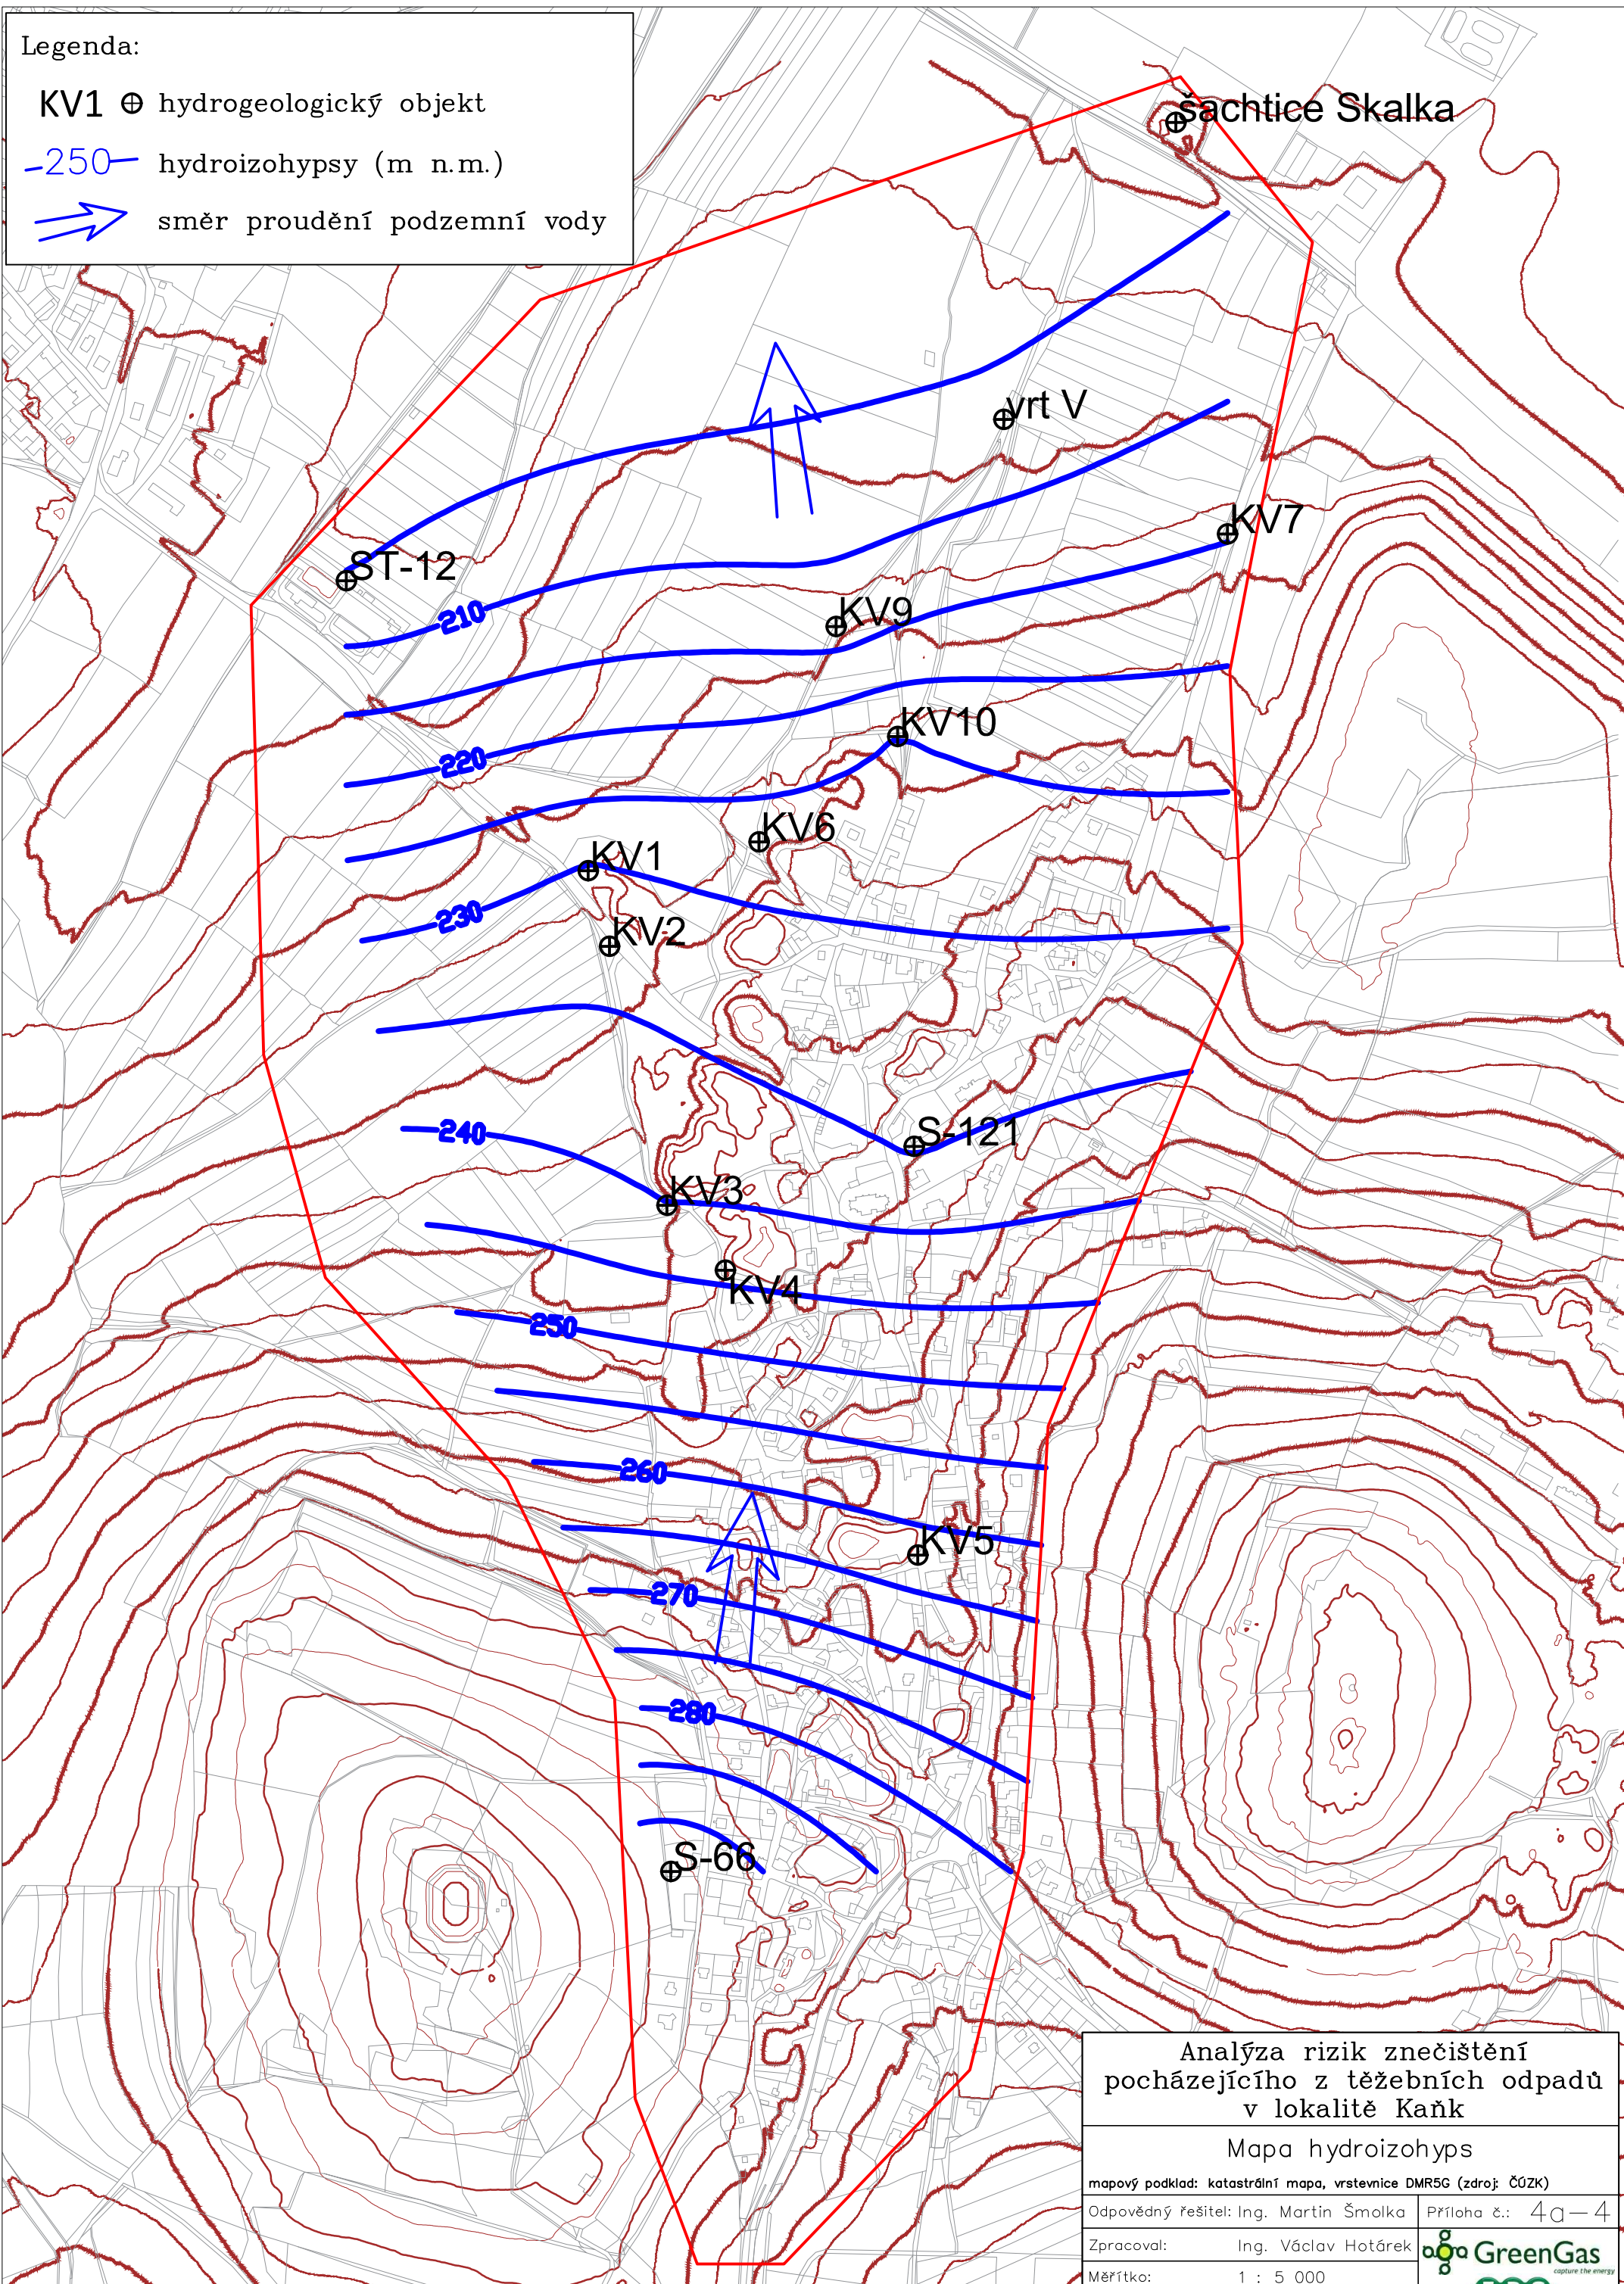 Legenda:
KV1 hydrogeologický objekt
250 hydroizohypsy (m n.m.)
směr proudění podzemní vody
šachtice Skalka
vrt V
KV7
ST-12
210
KV9
KV10
220
KV6
KV1
230
KV2
S-121
240
KV3
KV4
250
260
KV5
270
280
S-66
Analýza rizik znečištění
pocházejícího z těžebních odpadů
v lokalitě Kaňk
Mapa hydroizohyps
mapový podklad: katastrální mapa, vrstevnice DMR5G (zdroj: ČÚZK)
Odpovědný řešitel: Ing. Martin Šmolka Příloha č.: 4a-4
Zpracoval: Ing. Václav Hotárek
GreenGas
capture the energy
Měřítko: 1 : 5 000